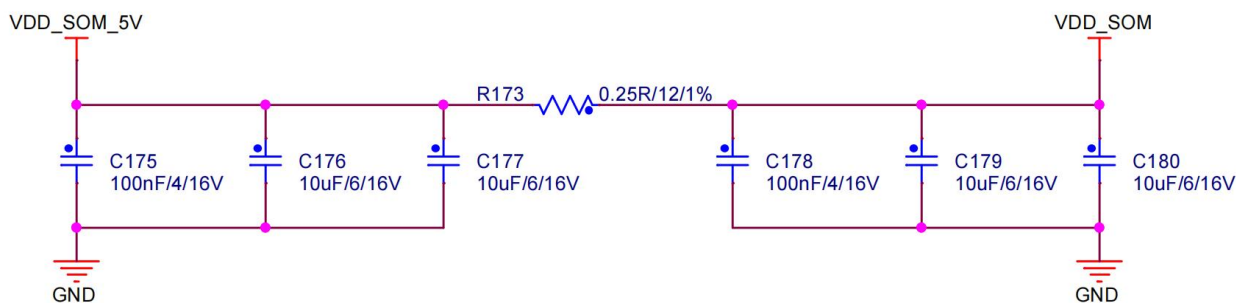 VDD_SOM_5V
VDD_SOM
R173
0.25R/12/1%
C175
100nF/4/16V
C176
10uF/6/16V
C177
10uF/6/16V
C178
100nF/4/16V
C179
10uF/6/16V
C180
10uF/6/16V
GND
GND